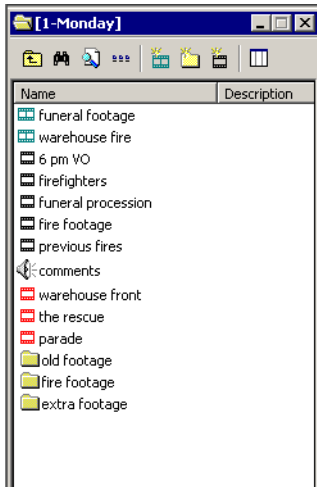 [1-Monday]
Name Description
funeral footage
warehouse fire
6 pm VO
firefighters
funeral procession
fire footage
previous fires
comments
warehouse front
the rescue
parade
old footage
fire footage
extra footage